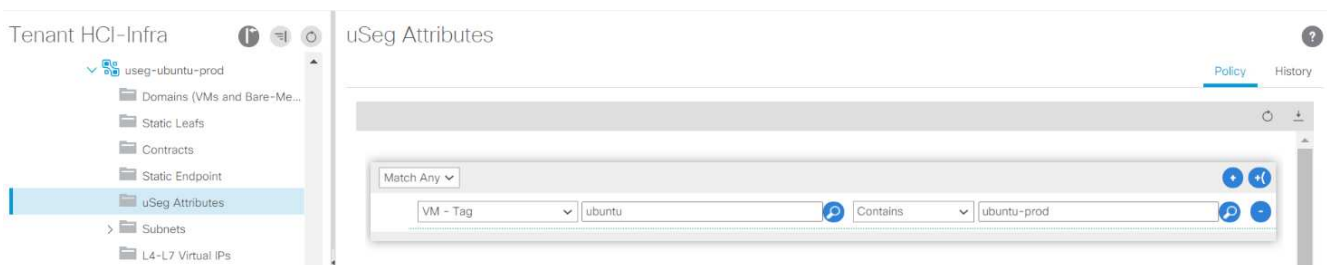 Tenant HCI-Infra
uSeg Attributes
?
useg-ubuntu-prod
Domains (VMs and Bare-Me...
Static Leafs
Contracts
Static Endpoint
uSeg Attributes
Subnets
L4-L7 Virtual IPs
Policy History
Match Any
VM - Tag ubuntu Contains ubuntu-prod